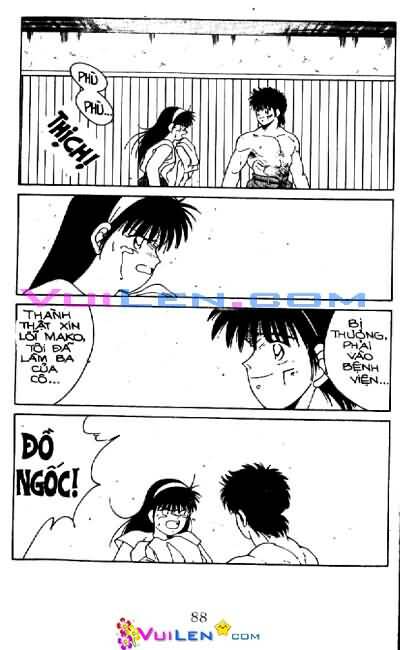 PHÙ
PHÙ...
THỊCH!
VUILEN.COM
THÀNH
THẬT XIN
LỖI MAKO,
TÔI ĐÃ
LÀM BA
CỦA
CÔ...
BỊ
THƯƠNG,
PHẢI
VÀO
BỆNH
VIỆN...
ĐỒ
NGỐC!
88
VUILEN.COM